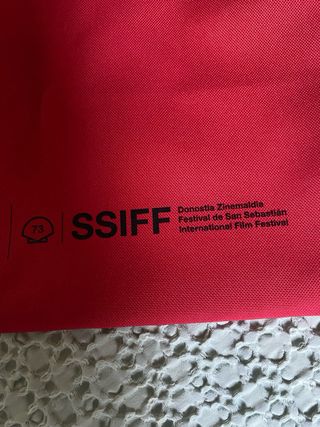 73
SSIFF
Donostia Zinemaldia
Festival de San Sebastián
International Film Festival